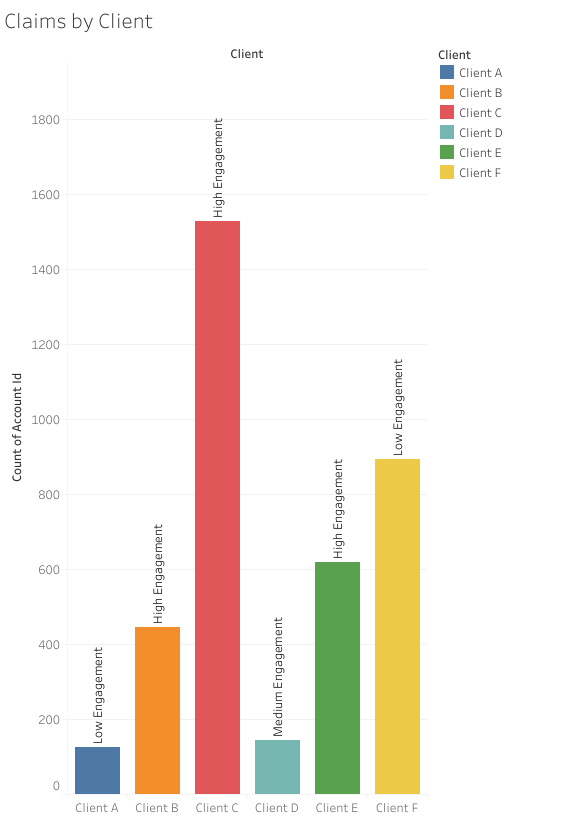 Claims by Client
Client
Client
Client A
Client B
Client C
Client D
Client E
Client F
Count of Account Id
1800
1600
1400
1200
1000
800
600
400
200
0
Low Engagement
High Engagement
High Engagement
Medium Engagement
High Engagement
Low Engagement
Client A
Client B
Client C
Client D
Client E
Client F